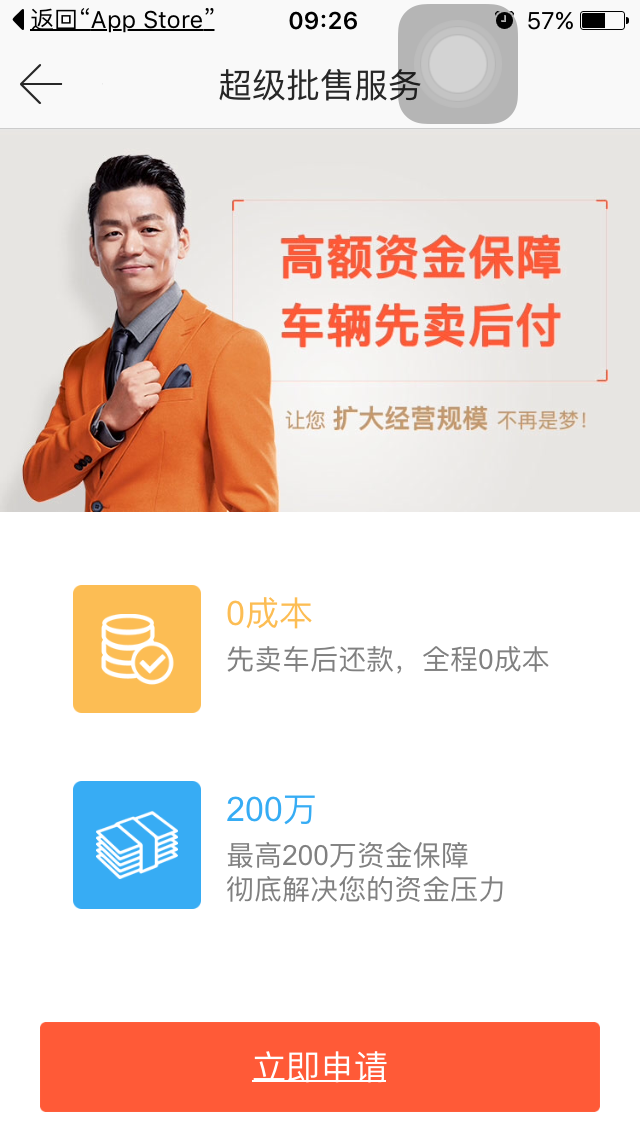 返回“App Store” 09:26 57%
超级批售服务
高额资金保障
车辆先卖后付
让您 扩大经营规模 不再是梦!
0成本
先卖车后还款，全程0成本
200万
最高200万资金保障
彻底解决您的资金压力
立即申请